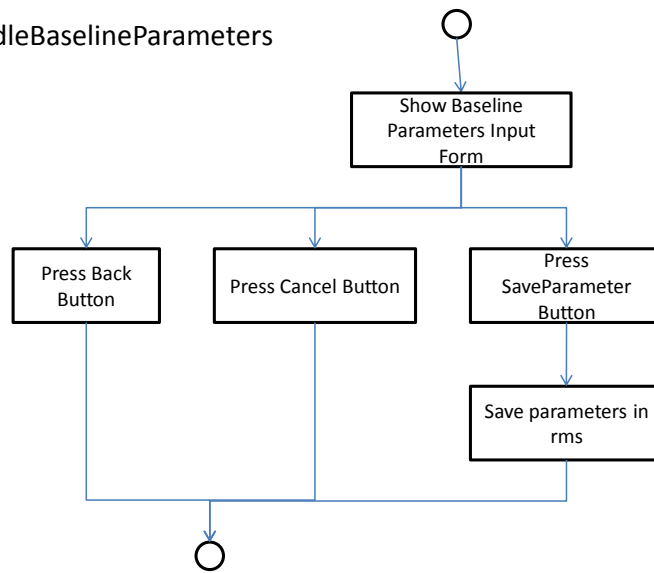 dleBaselineParameters
Show Baseline
Parameters Input
Form
Press Back
Button
Press Cancel Button
Press
SaveParameter
Button
Save parameters in
rms